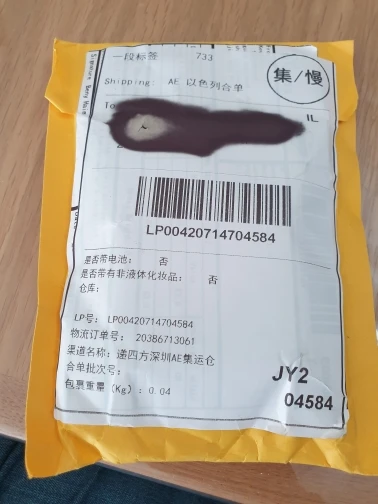 一段标签 733
集/慢
Shipping: AE 以色列合单
To
IL
LP00420714704584
是否带电池: 否
是否带有非液体化妆品: 否
仓库:
LP号: LP00420714704584
物流订单号: 20386713061
渠道名称: 递四方深圳AE集运仓
合单批次号:
包裹重量 (Kg): 0.04
JY2
04584